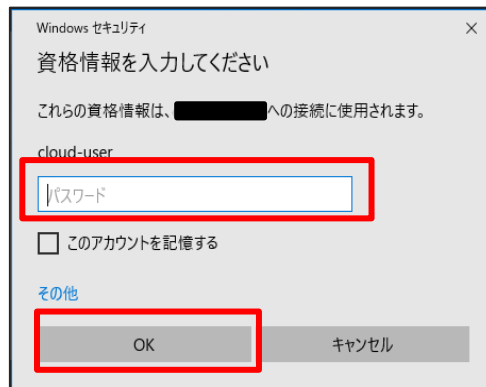 Windows セキュリティ
資格情報を入力してください
これらの資格情報は、への接続に使用されます。
cloud-user
パスワード
このアカウントを記憶する
その他
OK
キャンセル